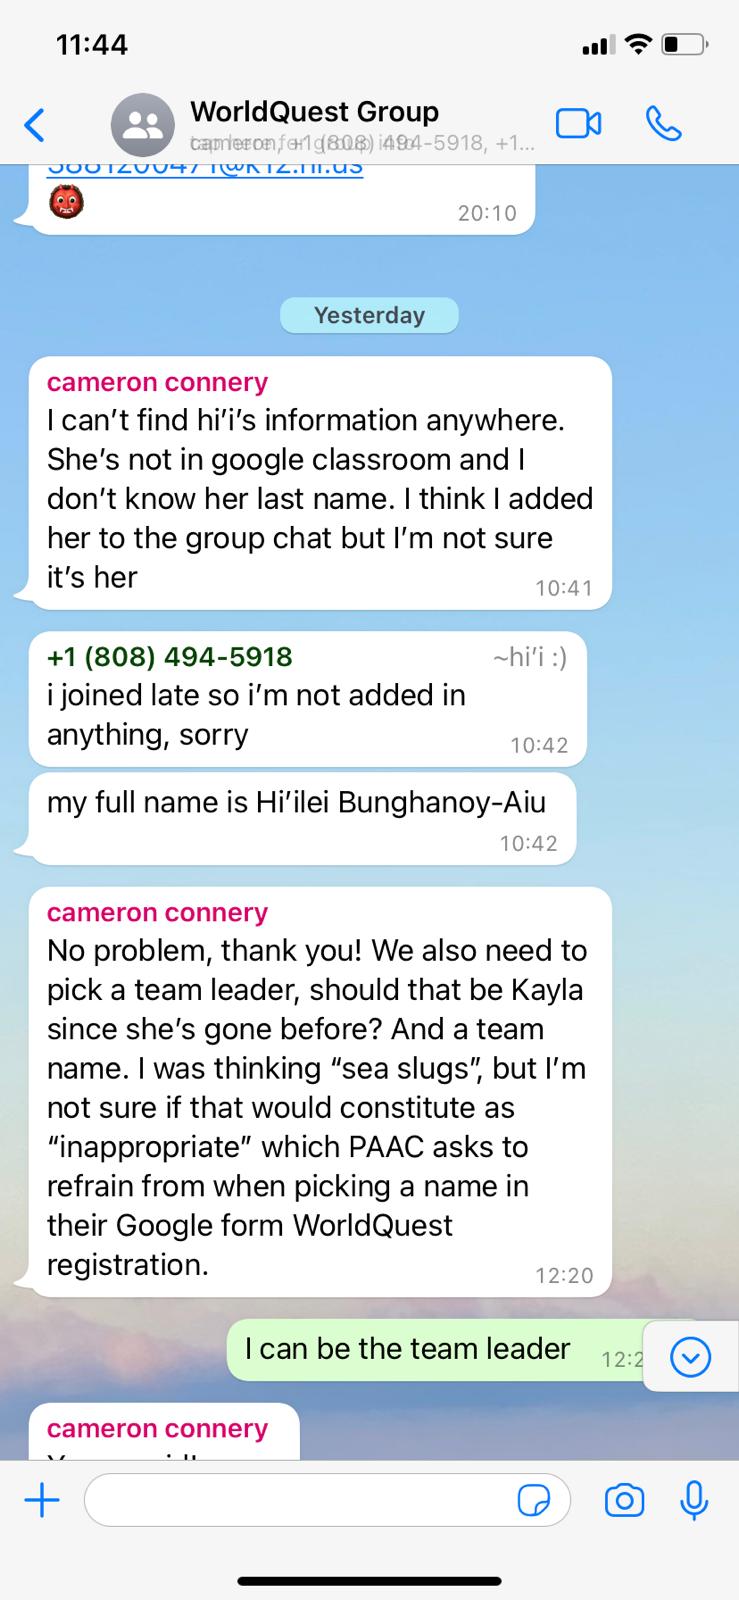 11:44
WorldQuest Group
cameron, +1 (808) 494-5918, +1...
20:10
Yesterday
cameron connery
I can’t find hi’i’s information anywhere.
She’s not in google classroom and I
don’t know her last name. I think I added
her to the group chat but I’m not sure
it’s her
10:41
+1 (808) 494-5918 ~hi’i :)
i joined late so i’m not added in
anything, sorry
10:42
my full name is Hi’ilei Bunghanoy-Aiu
10:42
cameron connery
No problem, thank you! We also need to
pick a team leader, should that be Kayla
since she’s gone before? And a team
name. I was thinking “sea slugs”, but I’m
not sure if that would constitute as
“inappropriate” which PAAC asks to
refrain from when picking a name in
their Google form WorldQuest
registration.
12:20
I can be the team leader
cameron connery